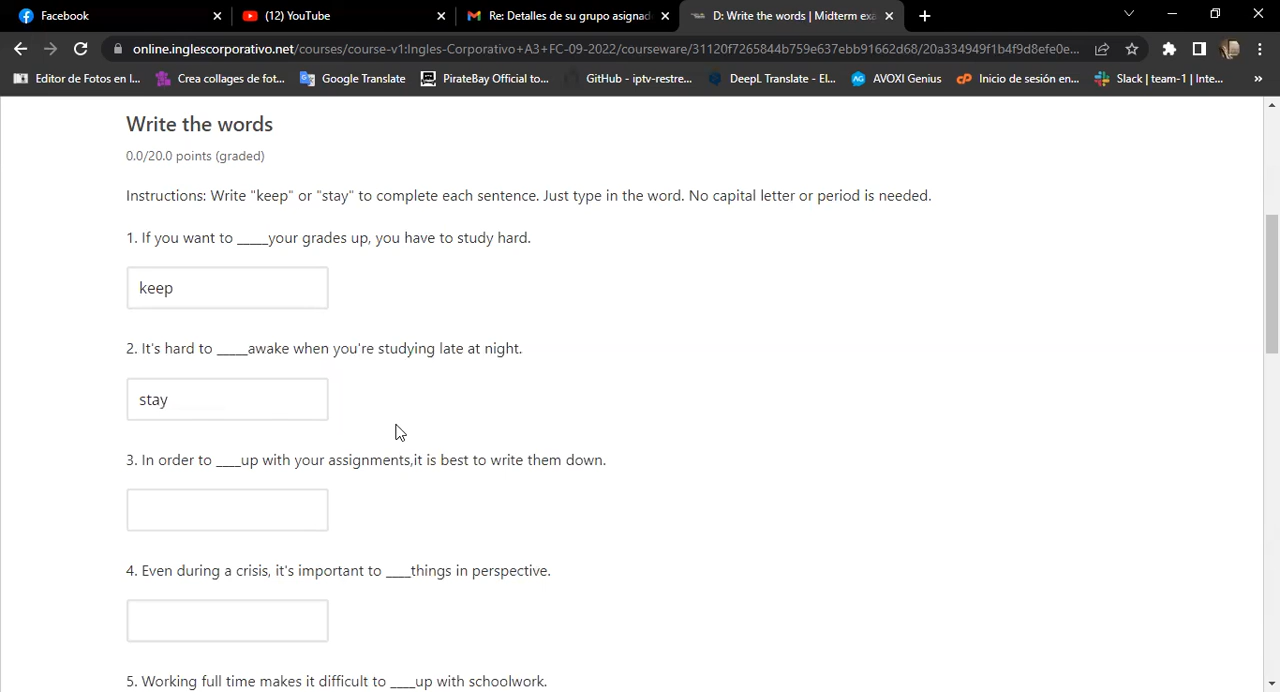 Facebook
(12) YouTube
Re: Detalles de su grupo asignad
D: Write the words | Midterm exa
online.inglescorporativo.net/courses/course-v1:Ingles-Corporativo+A3+FC-09-2022/courseware/31120f7265844b759e637ebb91662d68/20a334949f1b4f9d8efe0e...
Editor de Fotos en l...
Crea collages de fot...
Google Translate
PirateBay Official to...
GitHub - iptv-restre...
DeepL Translate - El...
AVOXI Genius
Inicio de sesión en...
Slack | team-1 | Inte...
Write the words
0.0/20.0 points (graded)
Instructions: Write "keep" or "stay" to complete each sentence. Just type in the word. No capital letter or period is needed.
1. If you want to _____your grades up, you have to study hard.
keep
2. It's hard to _____awake when you're studying late at night.
stay
3. In order to ____up with your assignments,it is best to write them down.
4. Even during a crisis, it's important to ____things in perspective.
5. Working full time makes it difficult to ____up with schoolwork.